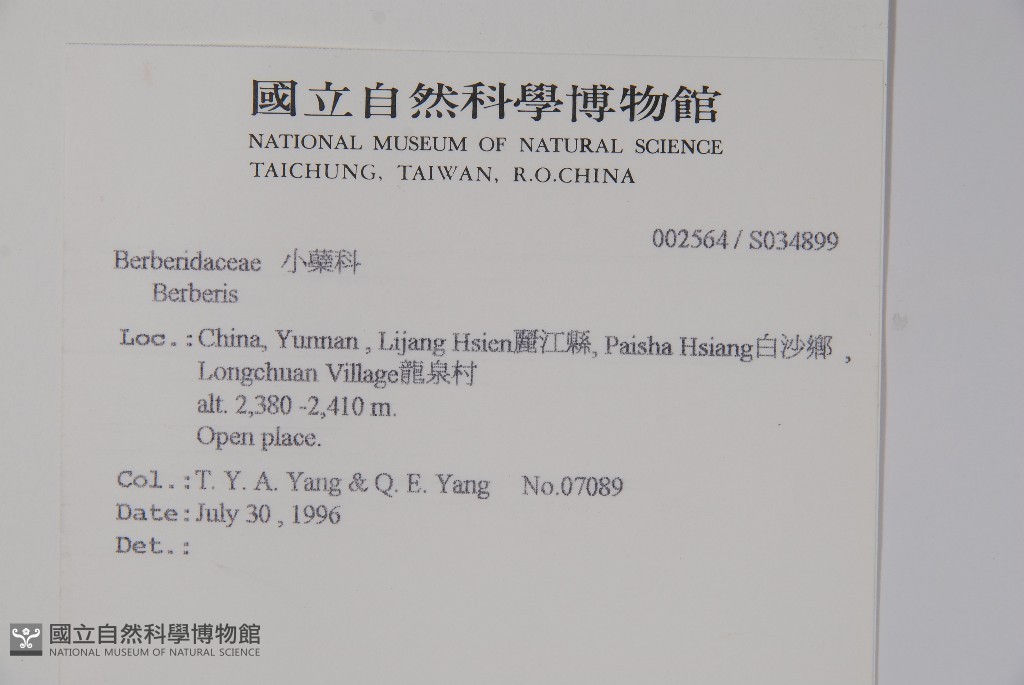 國立自然科學博物館
NATIONAL MUSEUM OF NATURAL SCIENCE
TAICHUNG, TAIWAN, R.O.CHINA
002564 / S034899
Berberidaceae 小蘗科
Berberis
Loc.: China, Yunnan , Lijang Hsien麗江縣, Paisha Hsiang白沙鄉 ,
Longchuan Village龍泉村
alt. 2,380 -2,410 m.
Open place.
Col.: T. Y. A. Yang & Q. E. Yang No.07089
Date: July 30 , 1996
Det.:
國立自然科學博物館
NATIONAL MUSEUM OF NATURAL SCIENCE